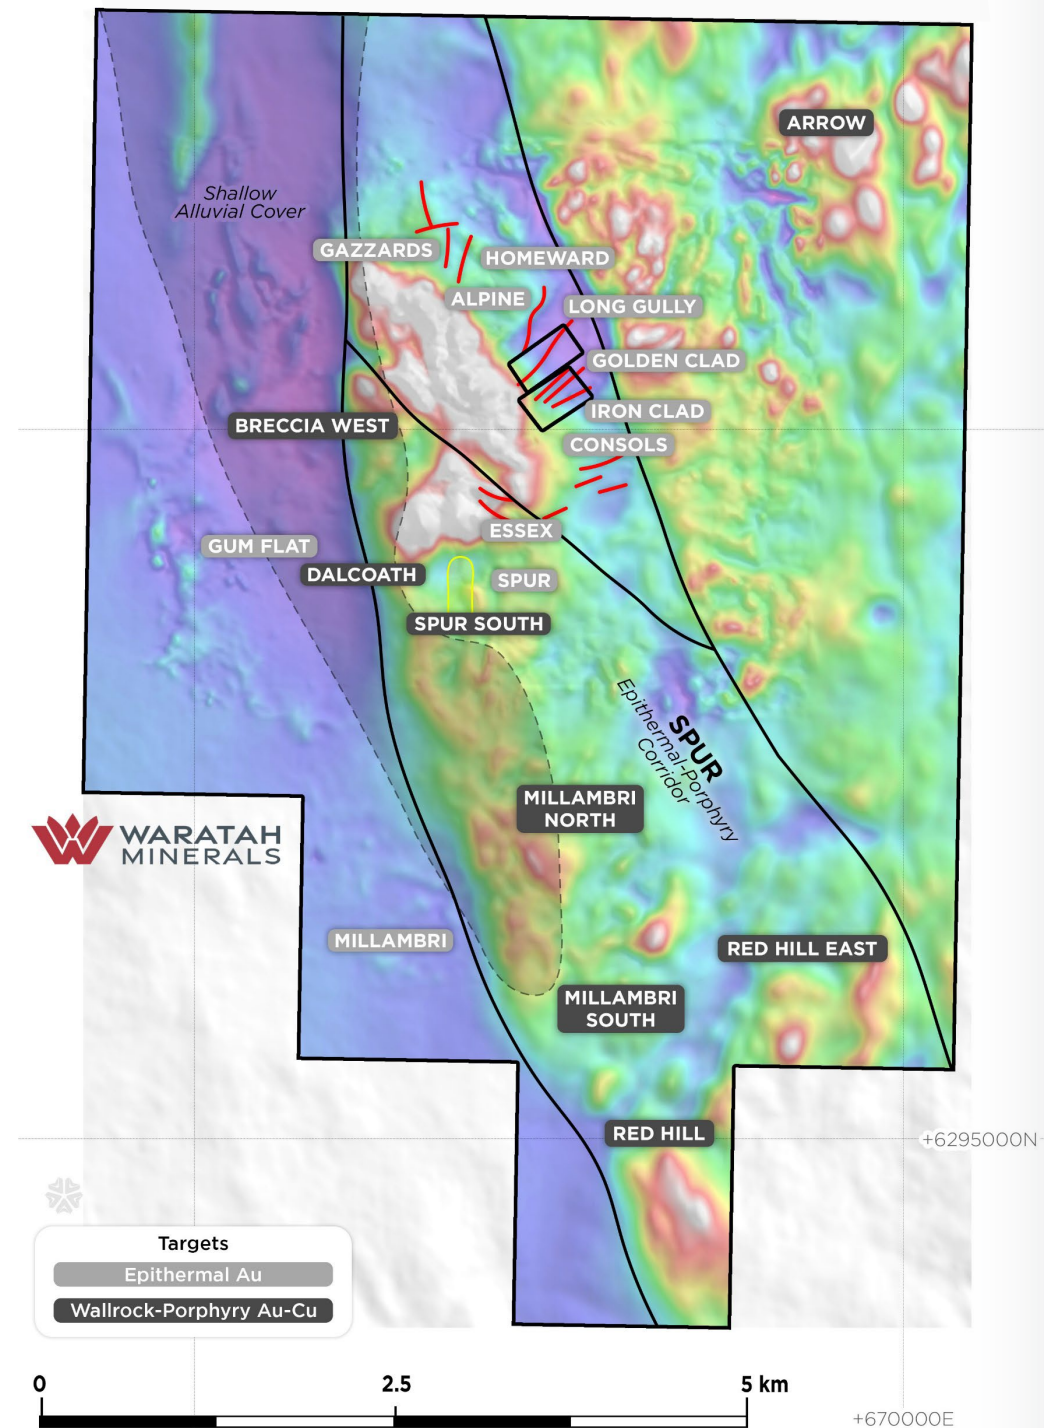 ARROW
Shallow
Alluvial Cover
GAZZARDS
HOMEWARD
ALPINE
LONG GULLY
GOLDEN CLAD
IRON CLAD
BRECCIA WEST
CONSOLS
ESSEX
GUM FLAT
DALCOATH
SPUR
SPUR SOUTH
SPUR
Epithermal-Porphyry
Corridor
MILLAMBRI
NORTH
WARATAH
MINERALS
MILLAMBRI
RED HILL EAST
MILLAMBRI
SOUTH
RED HILL
+6295000N
Targets
Epithermal Au
Wallrock-Porphyry Au-Cu
0
2.5
5 km
+670000E